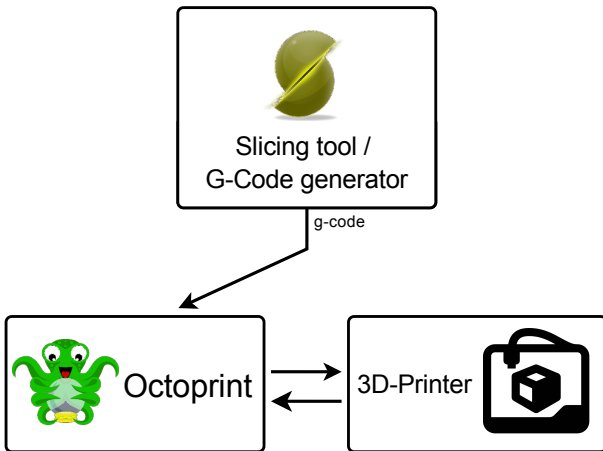 Slicing tool /
G-Code generator
g-code
Octoprint
3D-Printer